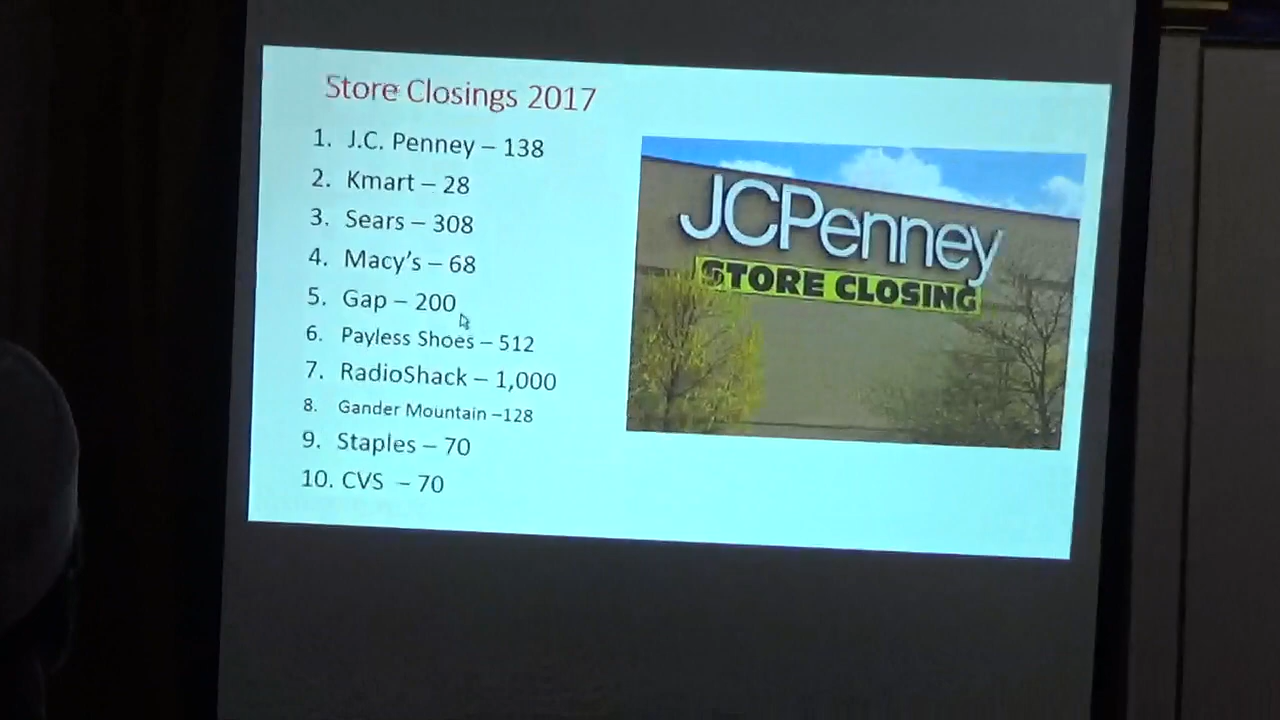 Store Closings 2017
1. J.C. Penney – 138
2. Kmart – 28
3. Sears – 308
4. Macy's – 68
5. Gap – 200
6. Payless Shoes – 512
7. RadioShack – 1,000
8. Gander Mountain –128
9. Staples – 70
10. CVS – 70
JCPenney
STORE CLOSING